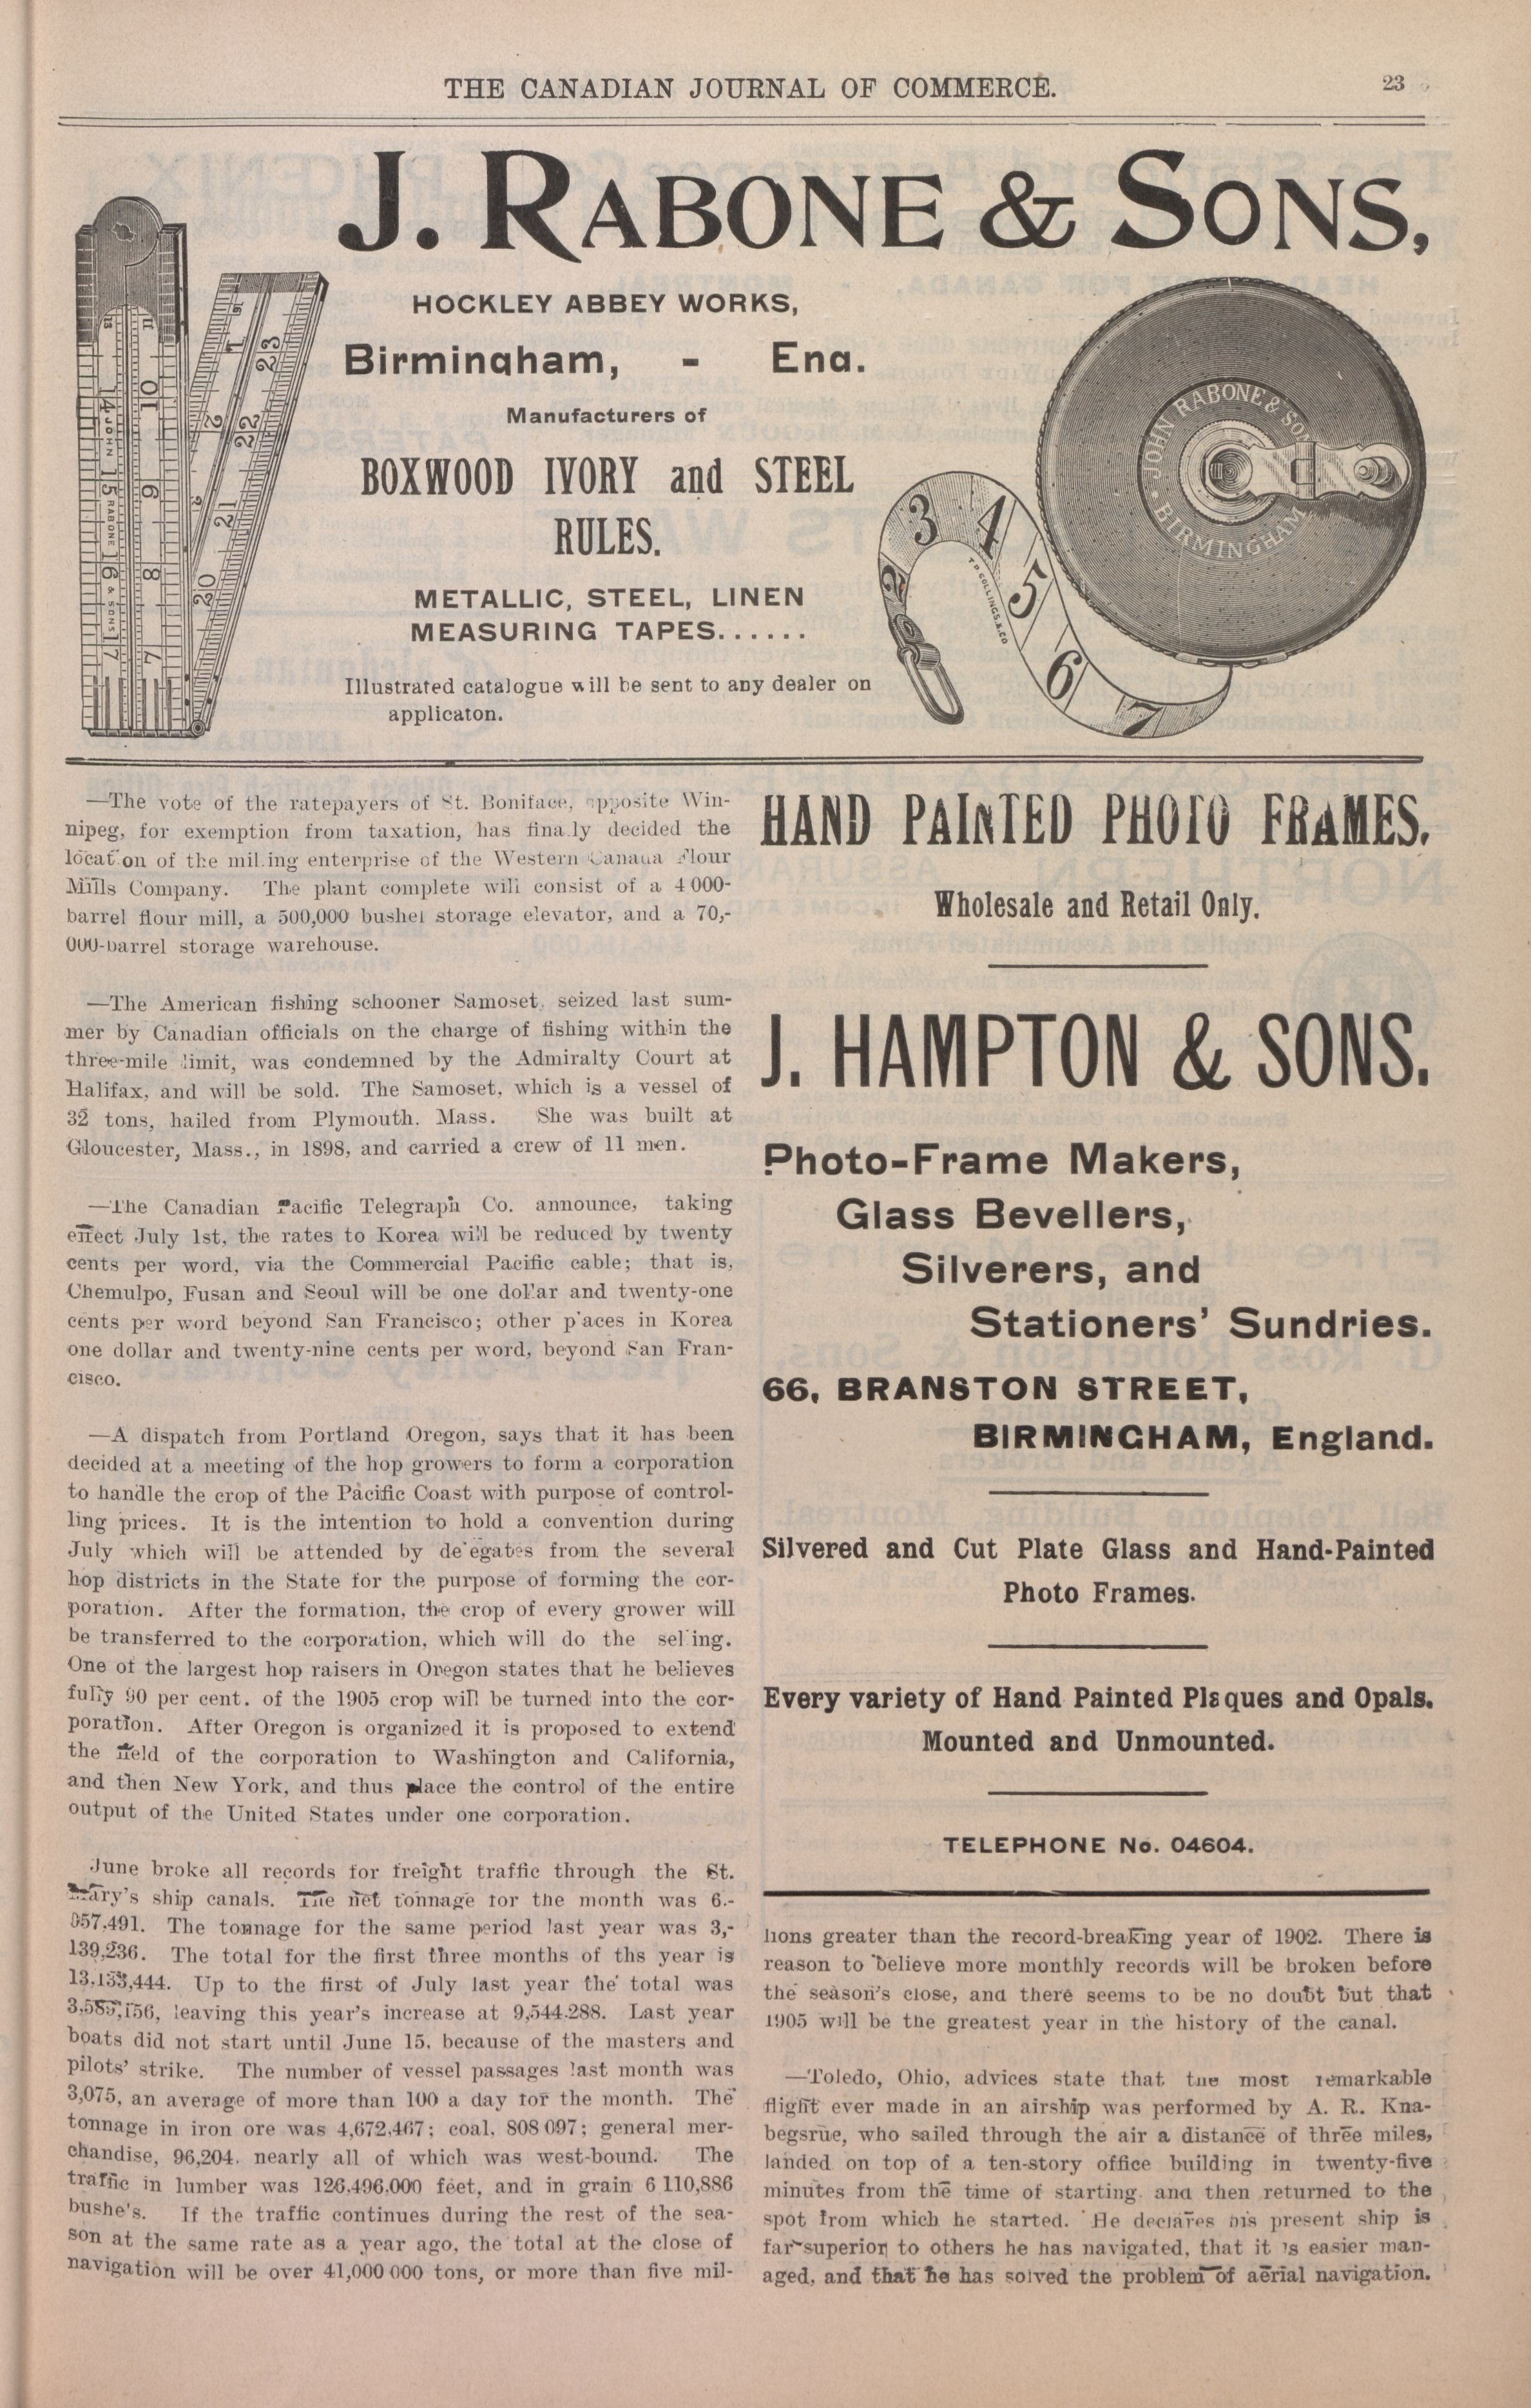 THE CANADIAN JOURNAL OF COMMERCE.
23
J. RABONE & SONS,
HOCKLEY ABBEY WORKS,
Birmingham, - Eng.
Manufacturers of
BOXWOOD IVORY and STEEL
RULES.
METALLIC, STEEL, LINEN
MEASURING TAPES......
Illustrated catalogue will be sent to any dealer on
applicaton.
JOHN RABONE & SONS
BIRMINGHAM
—The vote of the ratepayers of St. Boniface, opposite Win-
nipeg, for exemption from taxation, has finally decided the
location of the milling enterprise of the Western Canada Flour
Mills Company. The plant complete will consist of a 4 000-
barrel flour mill, a 500,000 bushel storage elevator, and a 70,-
000-barrel storage warehouse.
—The American fishing schooner Samoset, seized last sum-
mer by Canadian officials on the charge of fishing within the
three-mile limit, was condemned by the Admiralty Court at
Halifax, and will be sold. The Samoset, which is a vessel of
32 tons, hailed from Plymouth, Mass. She was built at
Gloucester, Mass., in 1898, and carried a crew of 11 men.
—The Canadian Pacific Telegraph Co. announce, taking
effect July 1st, the rates to Korea will be reduced by twenty
cents per word, via the Commercial Pacific cable; that is,
Chemulpo, Fusan and Seoul will be one dollar and twenty-one
cents per word beyond San Francisco; other places in Korea
one dollar and twenty-nine cents per word, beyond San Fran-
cisco.
—A dispatch from Portland Oregon, says that it has been
decided at a meeting of the hop growers to form a corporation
to handle the crop of the Pacific Coast with purpose of control-
ling prices. It is the intention to hold a convention during
July which will be attended by delegates from the several
hop districts in the State for the purpose of forming the cor-
poration. After the formation, the crop of every grower will
be transferred to the corporation, which will do the selling.
One of the largest hop raisers in Oregon states that he believes
fully 90 per cent. of the 1905 crop will be turned into the cor-
poration. After Oregon is organized it is proposed to extend
the field of the corporation to Washington and California,
and then New York, and thus place the control of the entire
output of the United States under one corporation.
June broke all records for freight traffic through the St.
Mary's ship canals. The net tonnage for the month was 6.-
057,491. The tonnage for the same period last year was 3,-
139,236. The total for the first three months of ths year is
13,133,444. Up to the first of July last year the total was
3,585,156, leaving this year's increase at 9,544.288. Last year
boats did not start until June 15, because of the masters and
pilots' strike. The number of vessel passages last month was
3,075, an average of more than 100 a day for the month. The
tonnage in iron ore was 4,672,467; coal, 808 097; general mer-
chandise, 96,204, nearly all of which was west-bound. The
traffic in lumber was 126,496,000 feet, and in grain 6 110,886
bushels. If the traffic continues during the rest of the sea-
son at the same rate as a year ago, the total at the close of
navigation will be over 41,000 000 tons, or more than five mil-
HAND PAINTED PHOTO FRAMES.
Wholesale and Retail Only.
J. HAMPTON & SONS.
Photo-Frame Makers,
Glass Bevellers,
Silverers, and
Stationers' Sundries.
66, BRANSTON STREET,
BIRMINGHAM, England.
Silvered and Cut Plate Glass and Hand-Painted
Photo Frames.
Every variety of Hand Painted Plaques and Opals.
Mounted and Unmounted.
TELEPHONE No. 04604.
lions greater than the record-breaking year of 1902. There is
reason to believe more monthly records will be broken before
the season's close, and there seems to be no doubt but that
1905 will be the greatest year in the history of the canal.
—Toledo, Ohio, advices state that the most remarkable
flight ever made in an airship was performed by A. R. Kna-
begsrue, who sailed through the air a distance of three miles,
landed on top of a ten-story office building in twenty-five
minutes from the time of starting, and then returned to the
spot from which he started. He declares his present ship is
far superior to others he has navigated, that it is easier man-
aged, and that he has solved the problem of aërial navigation.